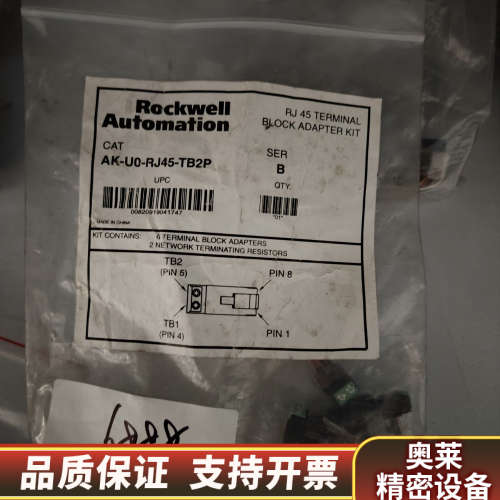 Rockwell
Automation
RJ 45 TERMINAL
BLOCK ADAPTER KIT
CAT
AK-U0-RJ45-TB2P
SER
B
UPC
QTY.
00820919041747
"01"
MADE IN CHINA
KIT CONTAINS:
6 TERMINAL BLOCK ADAPTERS
2 NETWORK TERMINATING RESISTORS
TB2
(PIN 5)
PIN 8
TB1
(PIN 4)
PIN 1
品质保证 支持开票
奥莱
精密设备